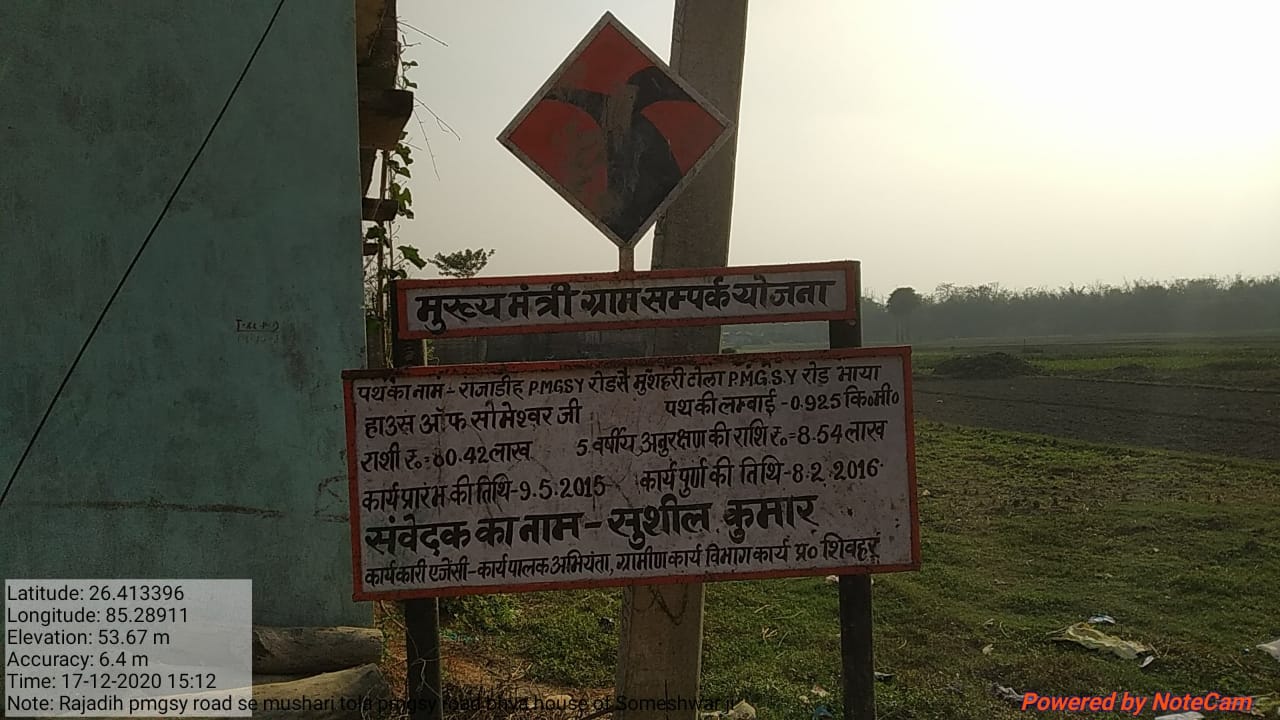 मुख्य मंत्री ग्राम सम्पर्क योजना
पथ का नाम - राजाडीह P.M.G.S.Y रोड से मुशहरी टोला P.M.G.S.Y रोड़ भाया
हाउस ऑफ सोमेश्वर जी पथ की लम्बाई - 0.925 कि०मी०
राशी रू०= 60.42 लाख 5 वर्षीय अनुरक्षण की राशि रू०=8.54 लाख
कार्य प्रारंभ की तिथि-9.5.2015 कार्य पुर्ण की तिथि-8.2.2016
संवेदक का नाम - सुशील कुमार
कार्यकारी एजेंसी-कार्यपालक अभियंता, ग्रामीण कार्य विभाग कार्य प्र० शिवहर
Latitude: 26.413396
Longitude: 85.28911
Elevation: 53.67 m
Accuracy: 6.4 m
Time: 17-12-2020 15:12
Note: Rajadih pmgsy road se mushari tola pmgsy road bhya house of Someshwar ji
Powered by NoteCam